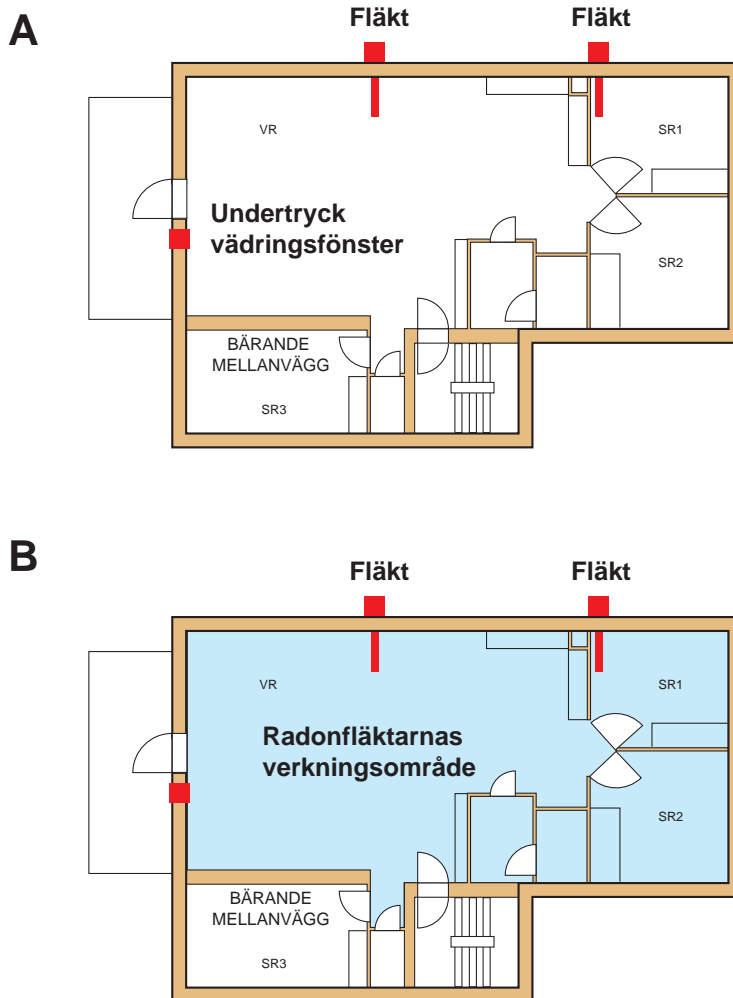 A
Fläkt Fläkt
VR
SR1
Undertryck
vädringsfönster
SR2
BÄRANDE
MELLANVÄGG
SR3
B
Fläkt Fläkt
VR
SR1
Radonfläktarnas
verkningsområde
SR2
BÄRANDE
MELLANVÄGG
SR3